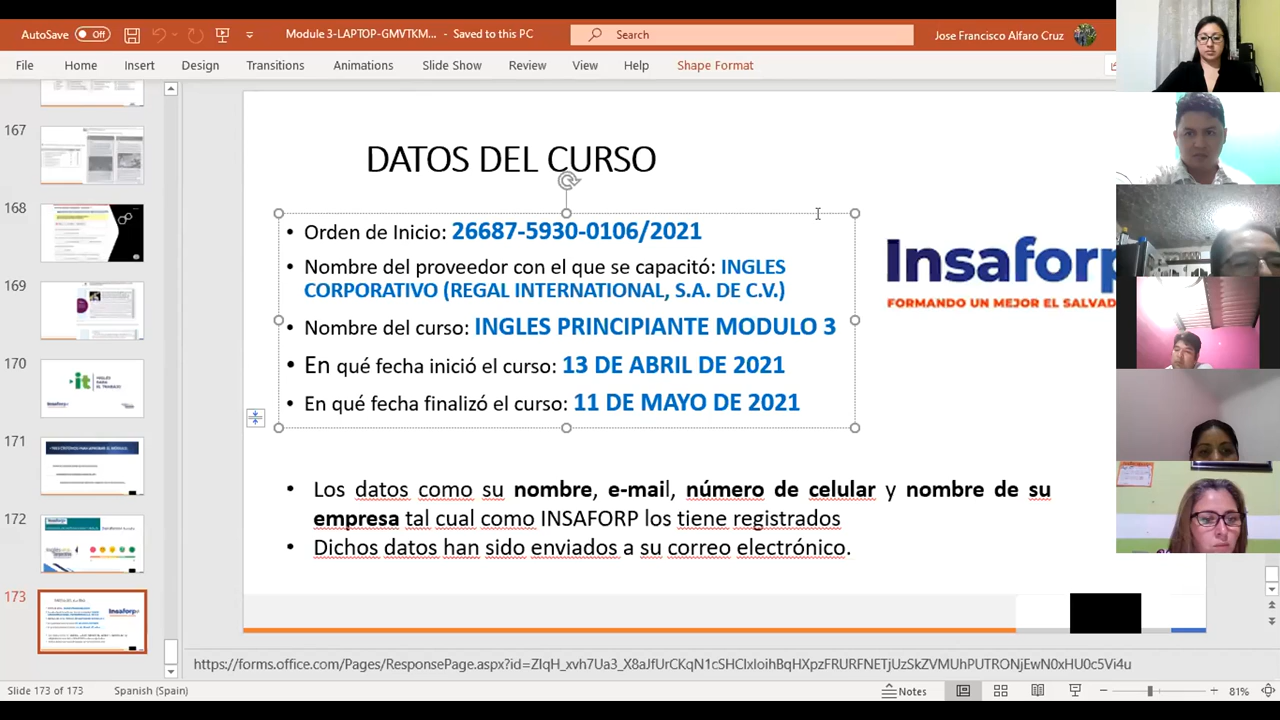 AutoSave Off
Module 3-LAPTOP-GMVTKM... - Saved to this PC
Search
Jose Francisco Alfaro Cruz
File Home Insert Design Transitions Animations Slide Show Review View Help Shape Format
167
168
169
170
171
172
173
DATOS DEL CURSO
• Orden de Inicio: 26687-5930-0106/2021
• Nombre del proveedor con el que se capacitó: INGLES
CORPORATIVO (REGAL INTERNATIONAL, S.A. DE C.V.)
• Nombre del curso: INGLES PRINCIPIANTE MODULO 3
• En qué fecha inició el curso: 13 DE ABRIL DE 2021
• En qué fecha finalizó el curso: 11 DE MAYO DE 2021
Insaforp
FORMANDO UN MEJOR EL SALVAD
• Los datos como su nombre, e-mail, número de celular y nombre de su
empresa tal cual como INSAFORP los tiene registrados
• Dichos datos han sido enviados a su correo electrónico.
https://forms.office.com/Pages/ResponsePage.aspx?id=ZIqH_xvh7Ua3_X8aJfUrCKqN1cSHCIxIoihBqHXpzFRURFNETjUzSkZVMUhPUTRONjEwN0xHU0c5Vi4u
Slide 173 of 173
Spanish (Spain)
Notes
81%